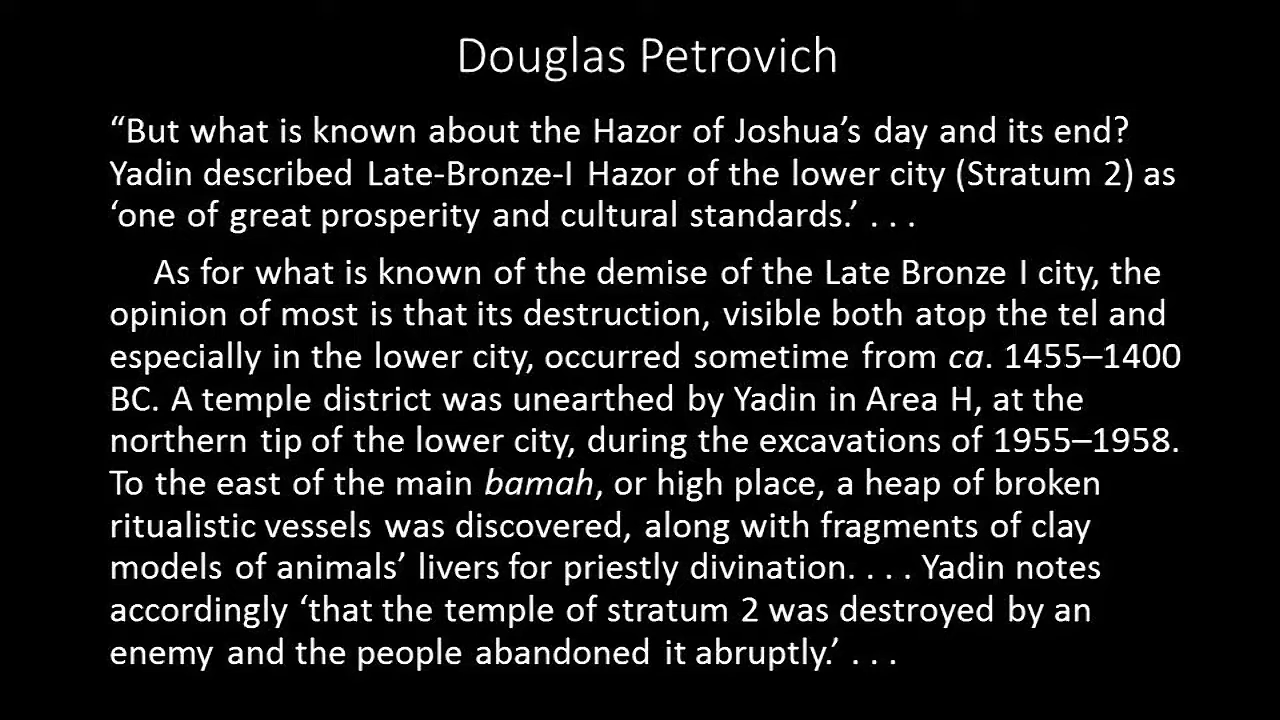 Douglas Petrovich
“But what is known about the Hazor of Joshua’s day and its end?
Yadin described Late-Bronze-I Hazor of the lower city (Stratum 2) as
‘one of great prosperity and cultural standards.’ . . .
As for what is known of the demise of the Late Bronze I city, the
opinion of most is that its destruction, visible both atop the tel and
especially in the lower city, occurred sometime from ca. 1455–1400
BC. A temple district was unearthed by Yadin in Area H, at the
northern tip of the lower city, during the excavations of 1955–1958.
To the east of the main bamah, or high place, a heap of broken
ritualistic vessels was discovered, along with fragments of clay
models of animals’ livers for priestly divination. . . . Yadin notes
accordingly ‘that the temple of stratum 2 was destroyed by an
enemy and the people abandoned it abruptly.’ . . .